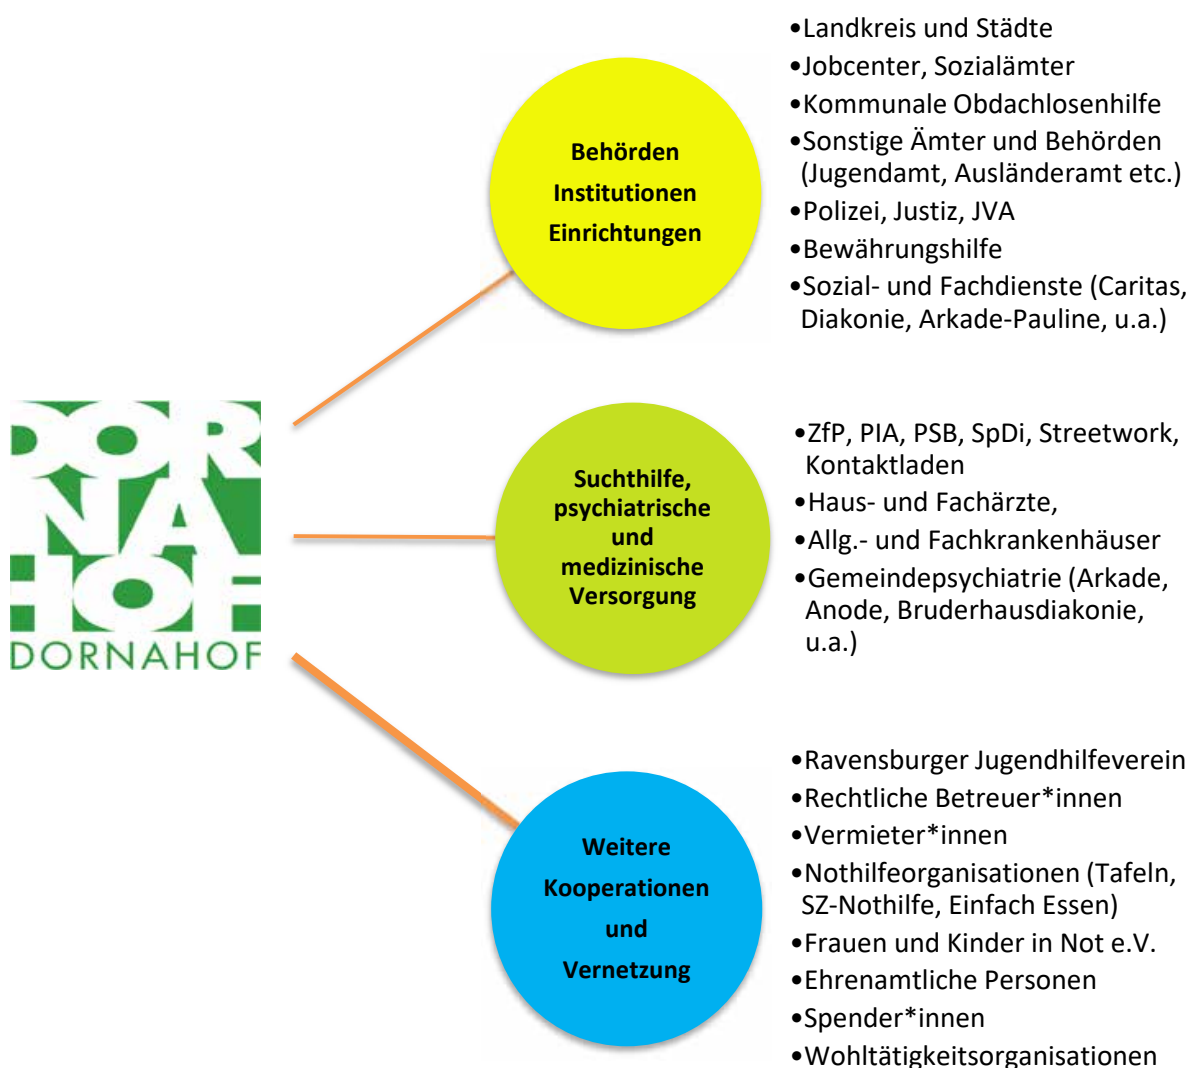 DOR
NA
HOF
DORNAHOF
Behörden
Institutionen
Einrichtungen
•Landkreis und Städte
•Jobcenter, Sozialämter
•Kommunale Obdachlosenhilfe
•Sonstige Ämter und Behörden
(Jugendamt, Ausländeramt etc.)
•Polizei, Justiz, JVA
•Bewährungshilfe
•Sozial- und Fachdienste (Caritas,
Diakonie, Arkade-Pauline, u.a.)
Suchthilfe,
psychiatrische
und
medizinische
Versorgung
•ZfP, PIA, PSB, SpDi, Streetwork,
Kontaktladen
•Haus- und Fachärzte,
•Allg.- und Fachkrankenhäuser
•Gemeindepsychiatrie (Arkade,
Anode, Bruderhausdiakonie,
u.a.)
Weitere
Kooperationen
und
Vernetzung
•Ravensburger Jugendhilfeverein
•Rechtliche Betreuer*innen
•Vermieter*innen
•Nothilfeorganisationen (Tafeln,
SZ-Nothilfe, Einfach Essen)
•Frauen und Kinder in Not e.V.
•Ehrenamtliche Personen
•Spender*innen
•Wohltätigkeitsorganisationen